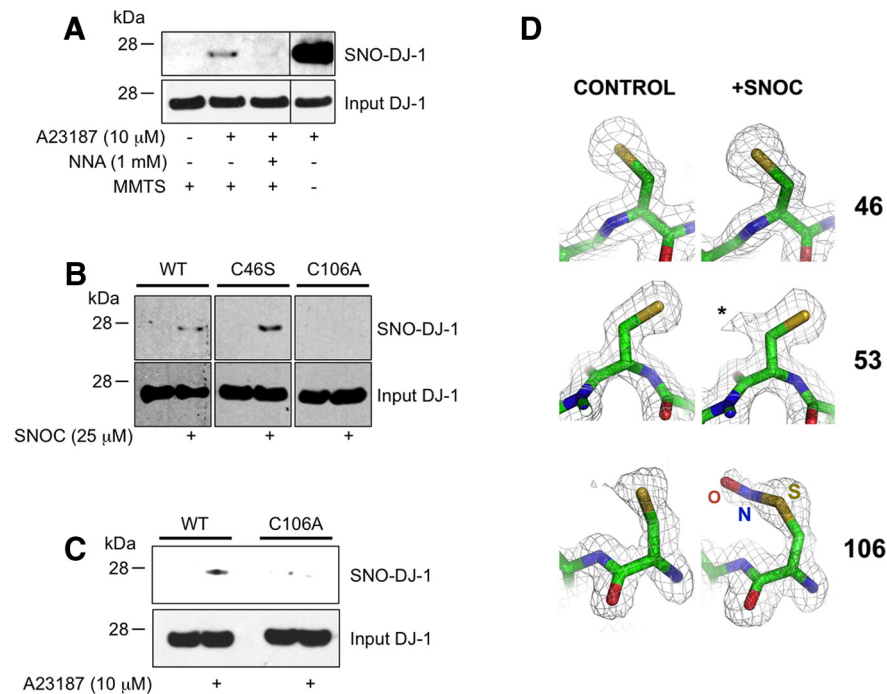 A
kDa
28
SNO-DJ-1
28
Input DJ-1
A23187 (10 μM) - + + +
NNA (1 mM) - - + -
MMTS + + + -
B
WT C46S C106A
kDa
28
SNO-DJ-1
28
Input DJ-1
SNOC (25 μM) + + +
C
WT C106A
kDa
28
SNO-DJ-1
28
Input DJ-1
A23187 (10 μM) + +
D
CONTROL +SNOC
46
*
53
O N S
106